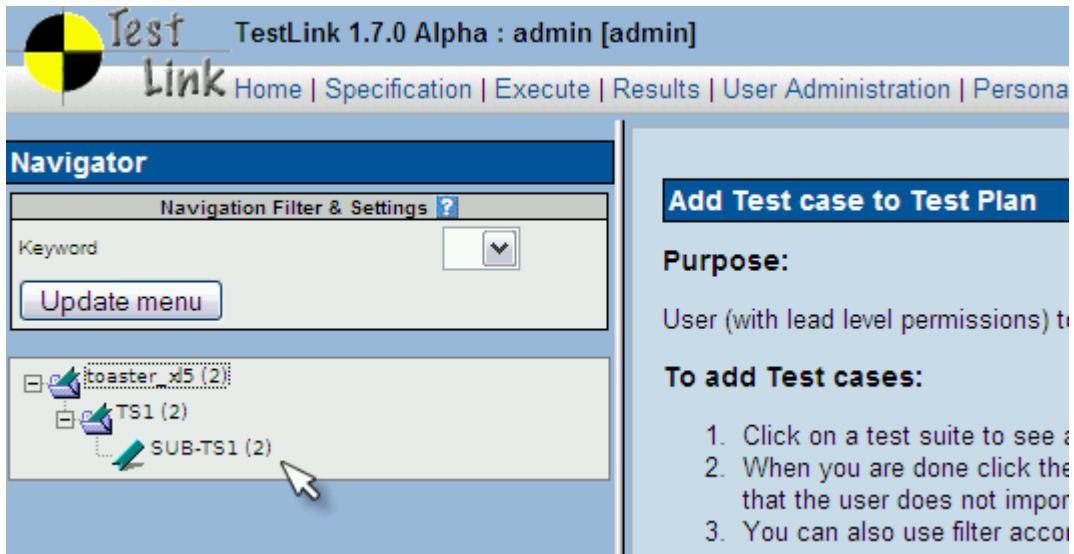 Test
Link
TestLink 1.7.0 Alpha : admin [admin]
Home | Specification | Execute | Results | User Administration | Persona
Navigator
Navigation Filter & Settings ?
Keyword
Update menu
toaster_xl5 (2)
TS1 (2)
SUB-TS1 (2)
Add Test case to Test Plan
Purpose:
User (with lead level permissions) to
To add Test cases:
1. Click on a test suite to see a
2. When you are done click the
that the user does not impor
3. You can also use filter accor